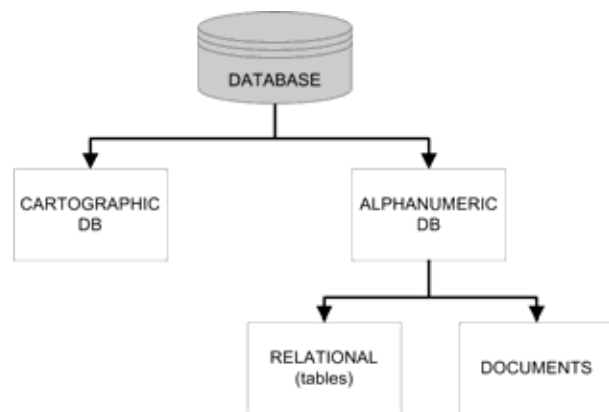 DATABASE
CARTOGRAPHIC
DB
ALPHANUMERIC
DB
RELATIONAL
(tables)
DOCUMENTS